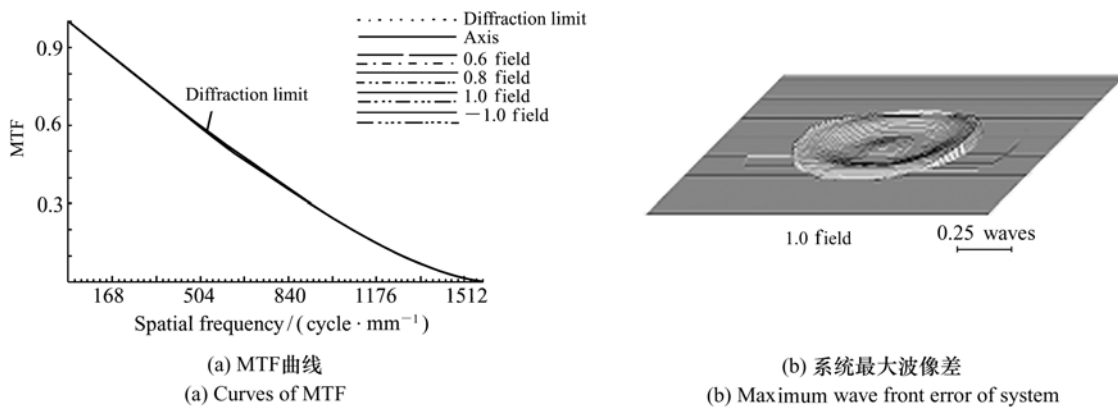 Diffraction limit
Axis
0.6 field
0.8 field
1.0 field
−1.0 field
Diffraction limit
0.9
0.6
0.3
MTF
168 504 840 1176 1512
Spatial frequency/(cycle·mm⁻¹)
(a) MTF曲线
(a) Curves of MTF
1.0 field
0.25 waves
(b) 系统最大波像差
(b) Maximum wave front error of system